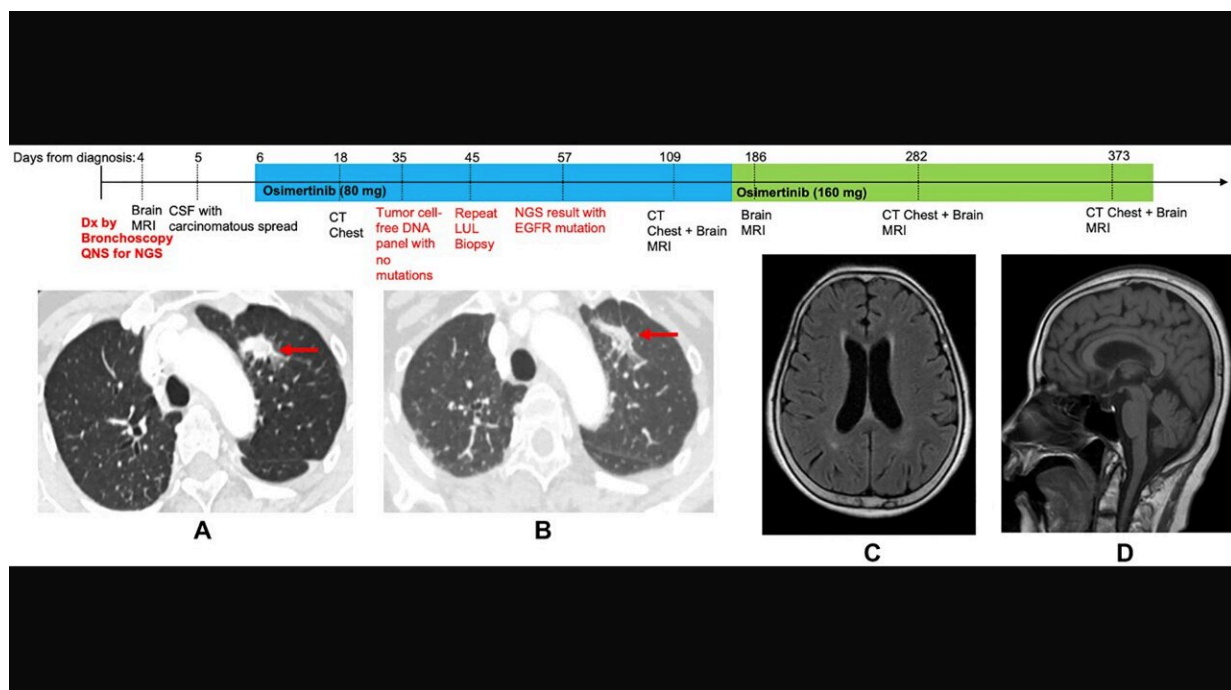 Days from diagnosis: 4 5 6 18 35 45 57 109 186 282 373
Osimertinib (80 mg) Osimertinib (160 mg)
Dx by
Bronchoscopy
QNS for NGS
Brain
MRI
CSF with
carcinomatous spread
CT
Chest
Tumor cell-
free DNA
panel with
no
mutations
Repeat
LUL
Biopsy
NGS result with
EGFR mutation
CT
Chest + Brain
MRI
Brain
MRI
CT Chest + Brain
MRI
CT Chest + Brain
MRI
A
B
C
D